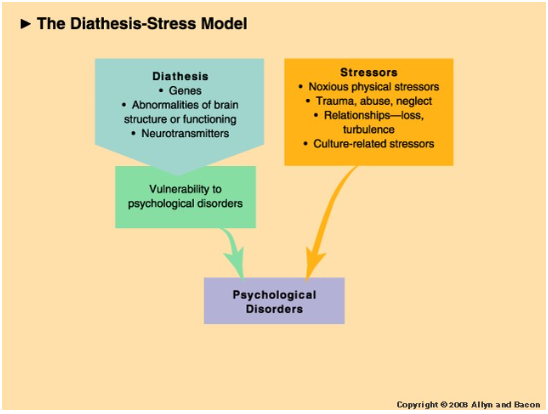 ► The Diathesis-Stress Model
Diathesis
• Genes
• Abnormalities of brain
structure or functioning
• Neurotransmitters
Vulnerability to
psychological disorders
Stressors
• Noxious physical stressors
• Trauma, abuse, neglect
• Relationships—loss,
turbulence
• Culture-related stressors
Psychological
Disorders
Copyright © 2003 Allyn and Bacon